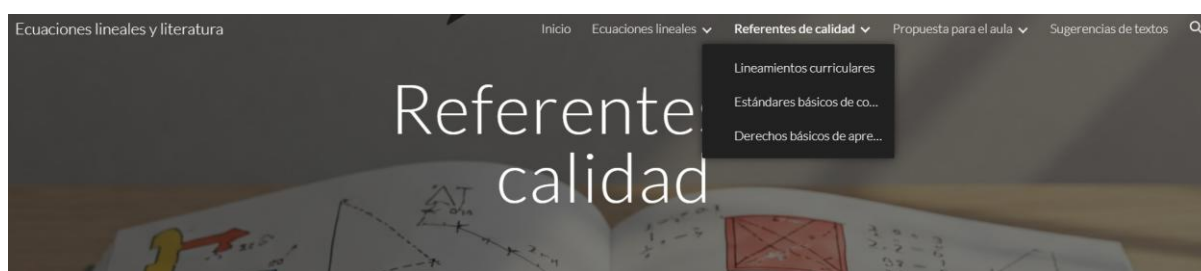 Ecuaciones lineales y literatura
Inicio Ecuaciones lineales Referentes de calidad Propuesta para el aula Sugerencias de textos
Lineamientos curriculares
Estándares básicos de co...
Derechos básicos de apre...
Referentes
calidad